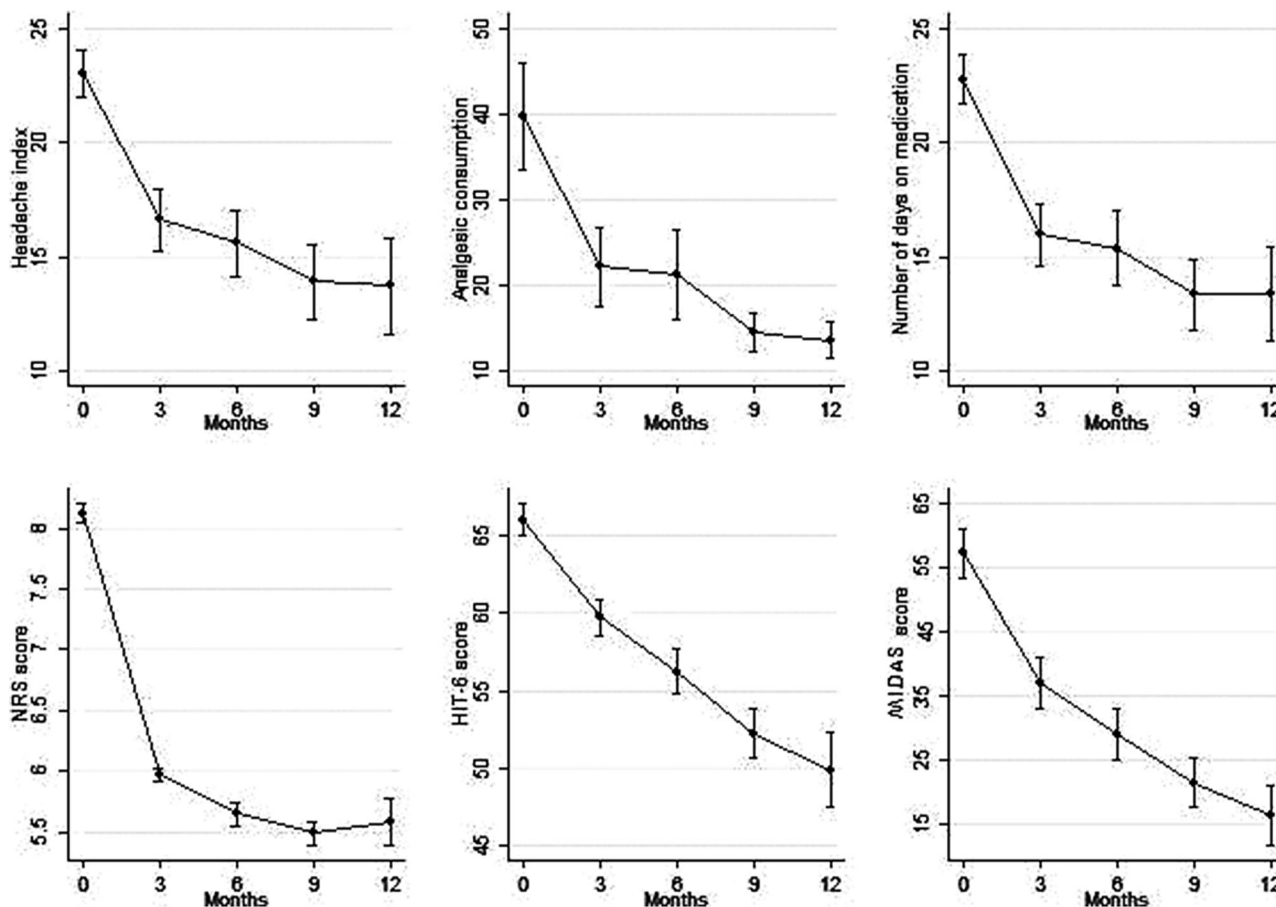 Headache index
25
20
15
10
0 3 6 9 12
Months
Analgesic consumption
50
40
30
20
10
0 3 6 9 12
Months
Number of days on medication
25
20
15
10
0 3 6 9 12
Months
NRS score
8
7.5
7
6.5
6
5.5
0 3 6 9 12
Months
HIT-6 score
65
60
55
50
45
0 3 6 9 12
Months
MIDAS score
65
55
45
35
25
15
0 3 6 9 12
Months